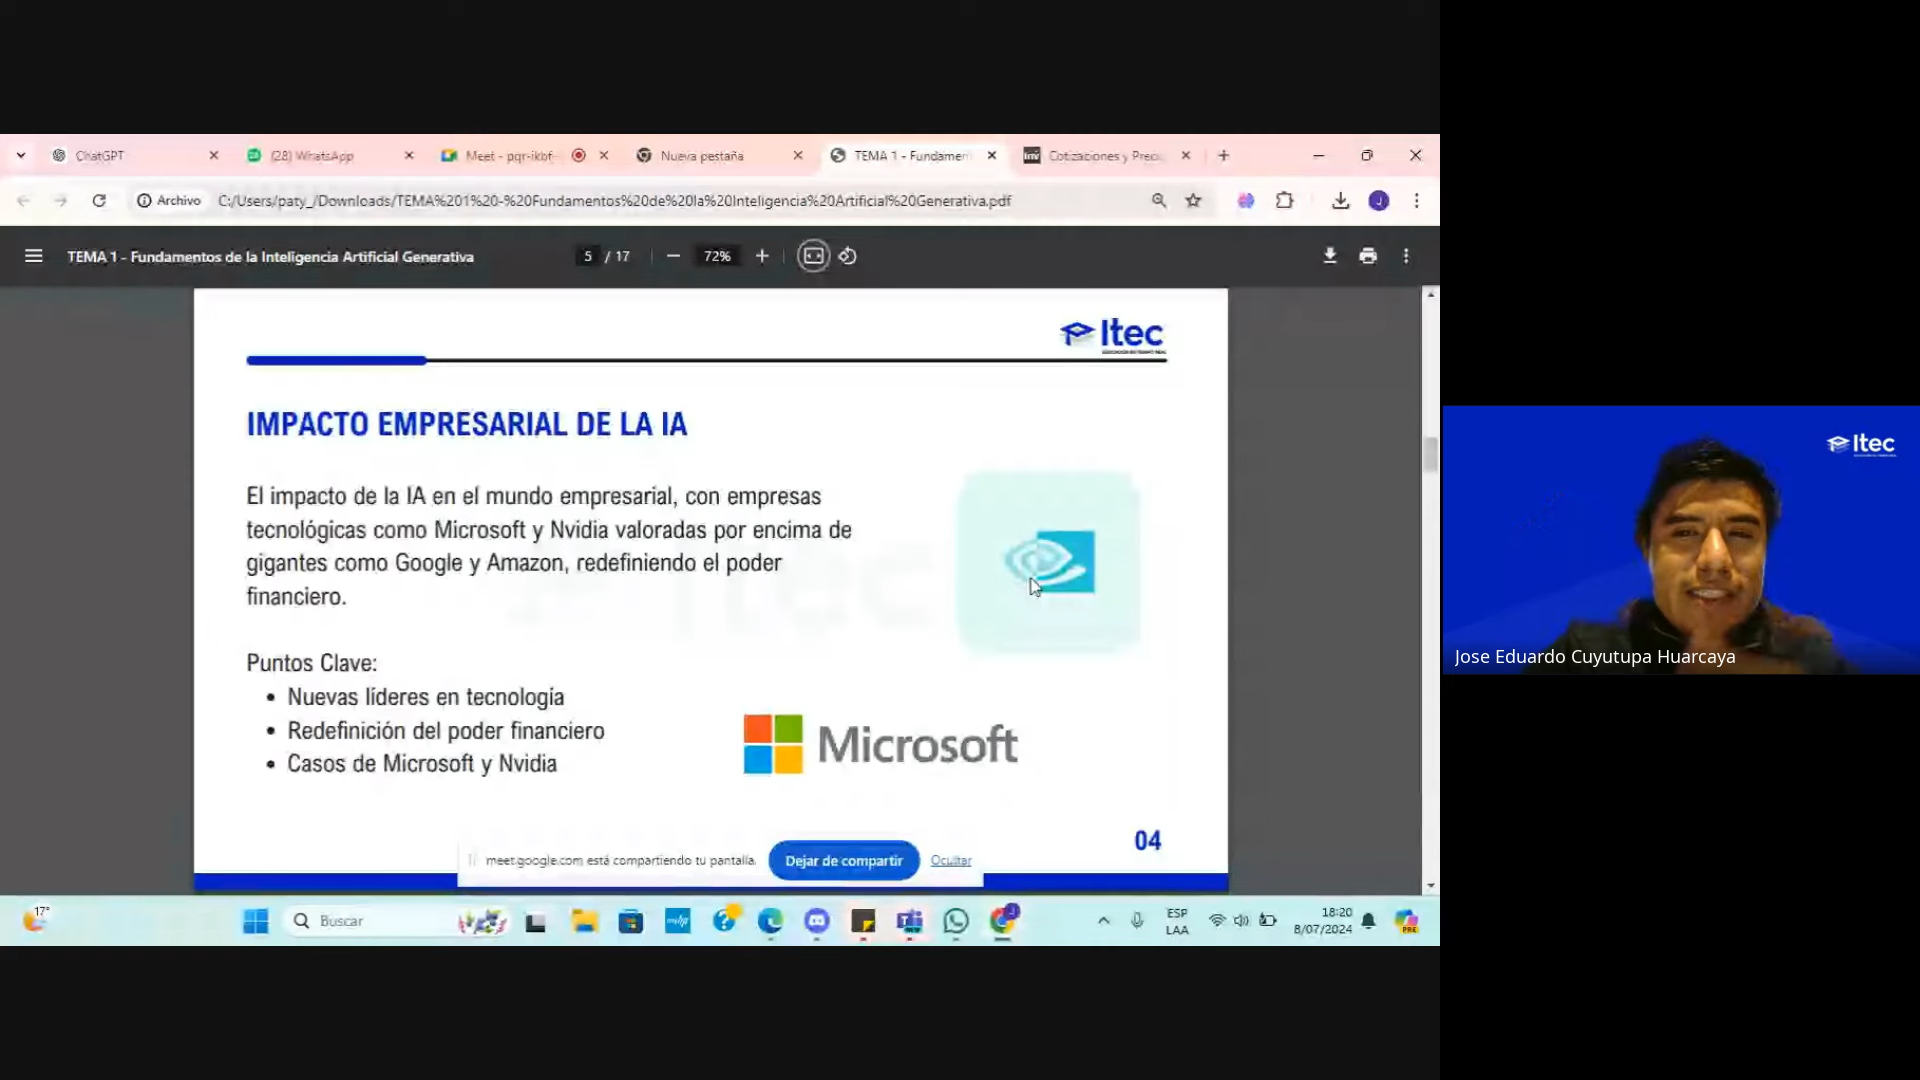 ChatGPT
(28) WhatsApp
Meet - pqr-ikbf-
Nueva pestaña
TEMA 1 - Fundamen
Cotizaciones y Prec
Archivo
C:/Users/paty_/Downloads/TEMA%201%20-%20Fundamentos%20de%20la%20Inteligencia%20Artificial%20Generativa.pdf
TEMA 1 - Fundamentos de la Inteligencia Artificial Generativa
5 / 17
72%
Itec
IMPACTO EMPRESARIAL DE LA IA
El impacto de la IA en el mundo empresarial, con empresas
tecnológicas como Microsoft y Nvidia valoradas por encima de
gigantes como Google y Amazon, redefiniendo el poder
financiero.
Puntos Clave:
• Nuevas líderes en tecnología
• Redefinición del poder financiero
• Casos de Microsoft y Nvidia
Microsoft
04
meet.google.com está compartiendo tu pantalla.
Dejar de compartir
Ocultar
17°
Buscar
ESP
LAA
18:20
8/07/2024
PRE
Itec
Jose Eduardo Cuyutupa Huarcaya